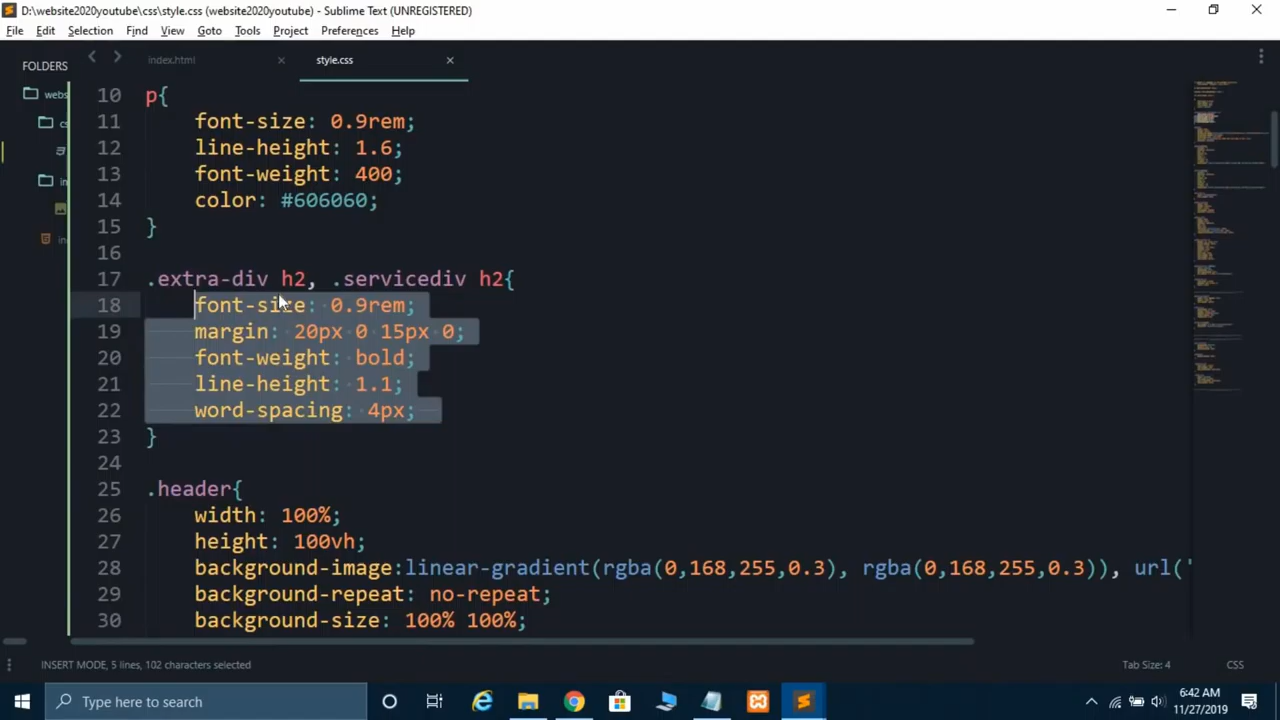 D:\website2020youtube\css\style.css (website2020youtube) - Sublime Text (UNREGISTERED)
File Edit Selection Find View Goto Tools Project Preferences Help
FOLDERS
index.html
style.css
webs
cs
in
10 p{
11 font-size: 0.9rem;
12 line-height: 1.6;
13 font-weight: 400;
14 color: #606060;
15 }
16
17 .extra-div h2, .servicediv h2{
18 font-size: 0.9rem;
19 margin: 20px 0 15px 0;
20 font-weight: bold;
21 line-height: 1.1;
22 word-spacing: 4px;
23 }
24
25 .header{
26 width: 100%;
27 height: 100vh;
28 background-image:linear-gradient(rgba(0,168,255,0.3), rgba(0,168,255,0.3)), url('
29 background-repeat: no-repeat;
30 background-size: 100% 100%;
in
INSERT MODE, 5 lines, 102 characters selected
Tab Size: 4
CSS
Type here to search
6:42 AM
11/27/2019